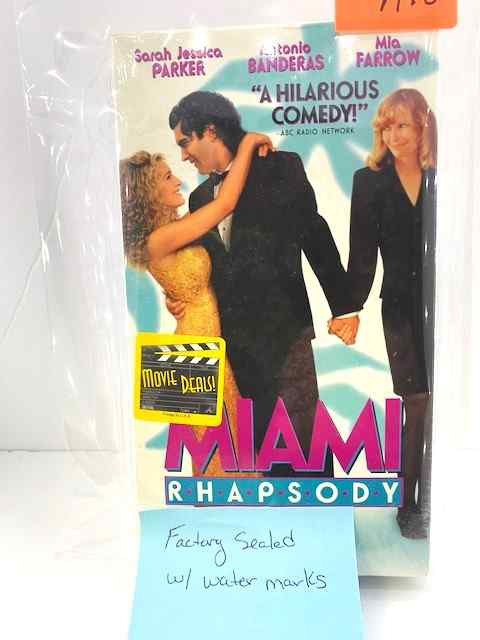 Sarah Jessica
PARKER
Antonio
BANDERAS
Mia
FARROW
"A HILARIOUS
COMEDY!"
-ABC RADIO NETWORK
MOVIE DEALS!
MIAMI
R·H·A·P·S·O·D·Y
Factory Sealed
w/ water marks